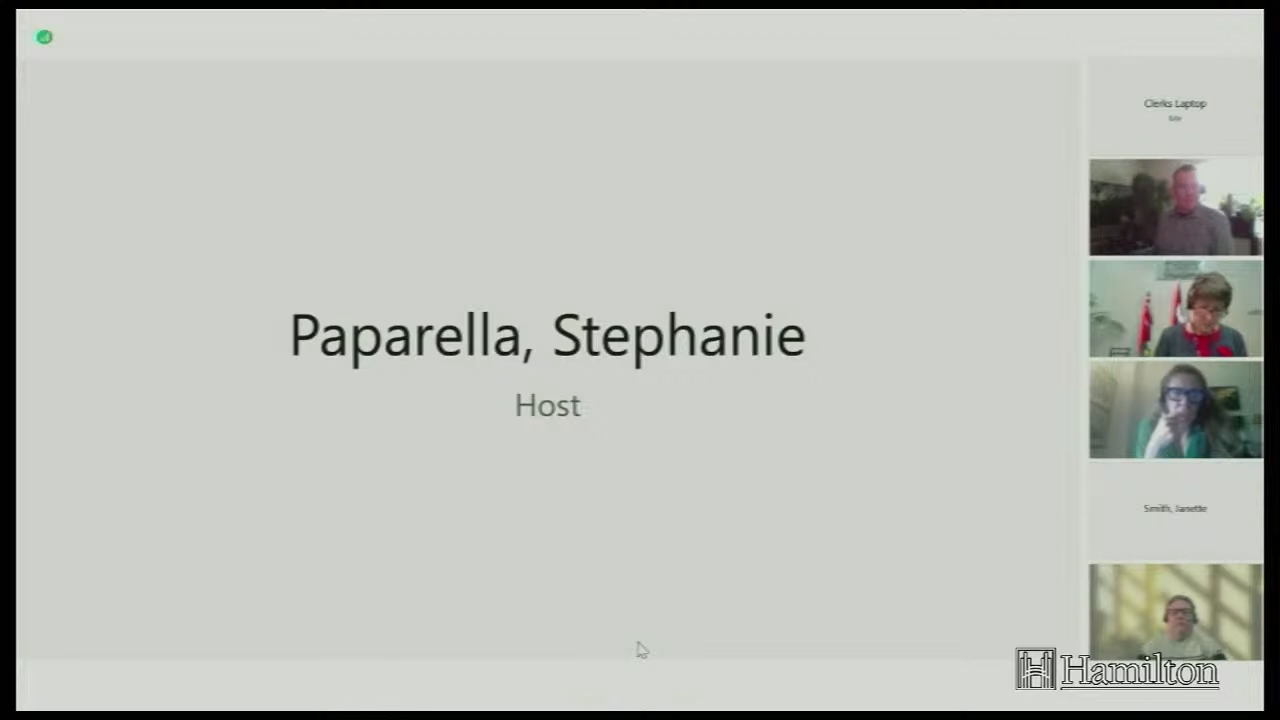 Paparella, Stephanie
Host
Clerks Laptop
Smith, Janette
Hamilton